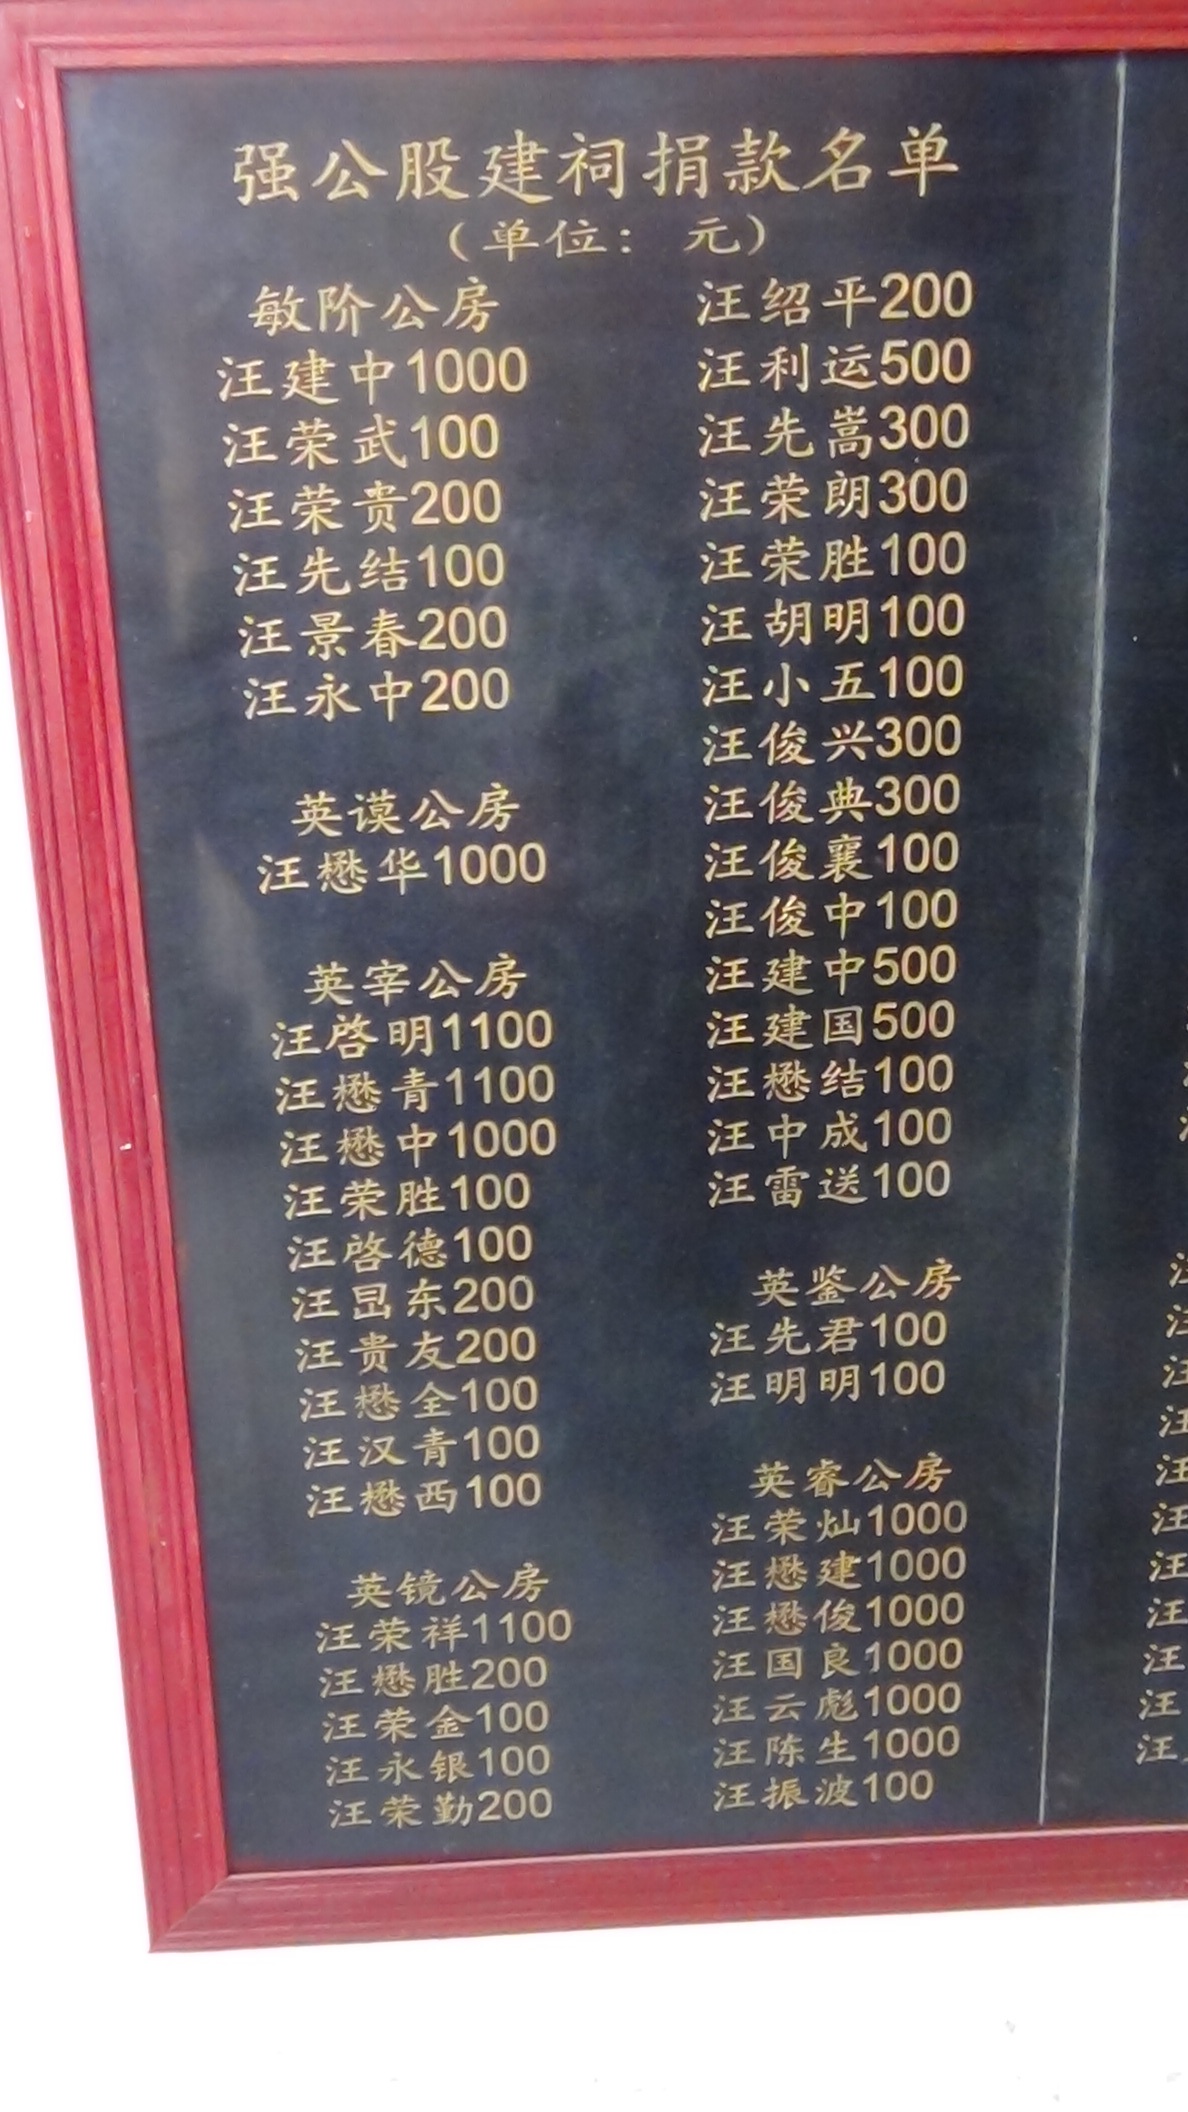 强公股建祠捐款名单
（单位： 元）
敏阶公房
汪建中1000
汪荣武100
汪荣贵200
汪先结100
汪景春200
汪永中200
英谟公房
汪懋华1000
英宰公房
汪啓明1100
汪懋青1100
汪懋中1000
汪荣胜100
汪啓德100
汪昷东200
汪贵友200
汪懋全100
汪汉青100
汪懋西100
英镜公房
汪荣祥1100
汪懋胜200
汪荣金100
汪永银100
汪荣勤200
汪绍平200
汪利运500
汪先嵩300
汪荣朗300
汪荣胜100
汪胡明100
汪小五100
汪俊兴300
汪俊典300
汪俊襄100
汪俊中100
汪建中500
汪建国500
汪懋结100
汪中成100
汪雷送100
英鉴公房
汪先君100
汪明明100
英睿公房
汪荣灿1000
汪懋建1000
汪懋俊1000
汪国良1000
汪云彪1000
汪陈生1000
汪振波100